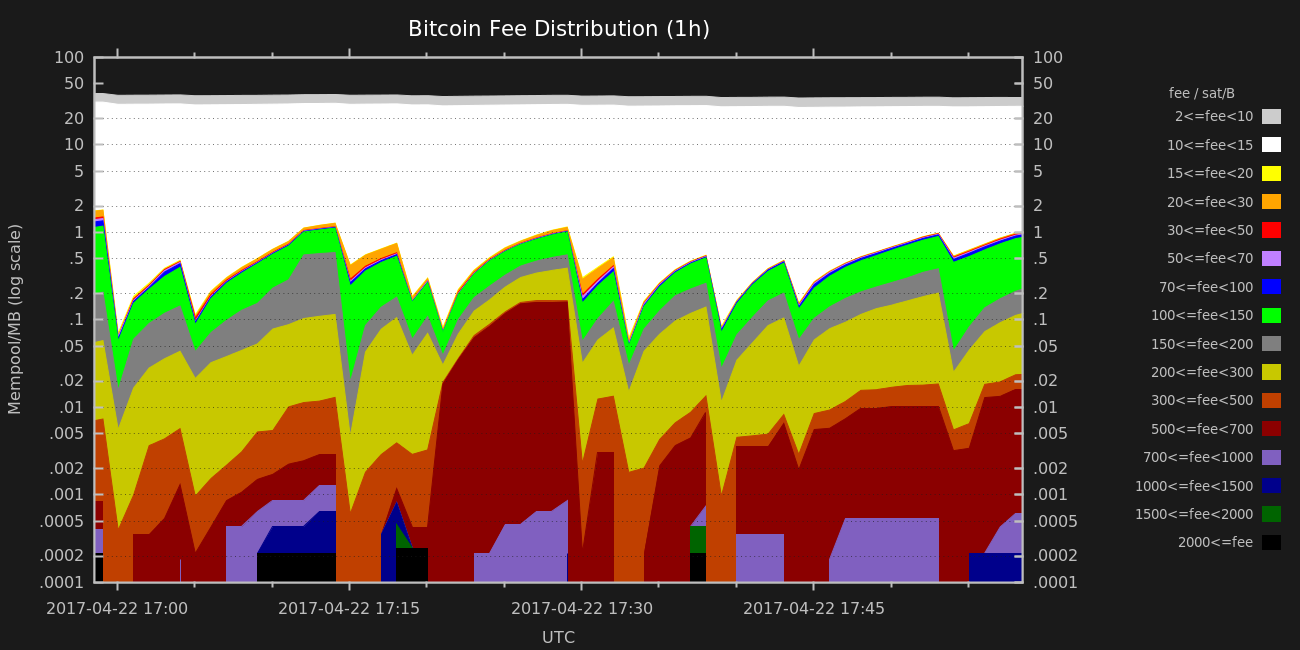 Bitcoin Fee Distribution (1h)
Mempool/MB (log scale)
100
50
20
10
5
2
1
.5
.2
.1
.05
.02
.01
.005
.002
.001
.0005
.0002
.0001
100
50
20
10
5
2
1
.5
.2
.1
.05
.02
.01
.005
.002
.001
.0005
.0002
.0001
2017-04-22 17:00
2017-04-22 17:15
2017-04-22 17:30
2017-04-22 17:45
UTC
fee / sat/B
2<=fee<10
10<=fee<15
15<=fee<20
20<=fee<30
30<=fee<50
50<=fee<70
70<=fee<100
100<=fee<150
150<=fee<200
200<=fee<300
300<=fee<500
500<=fee<700
700<=fee<1000
1000<=fee<1500
1500<=fee<2000
2000<=fee